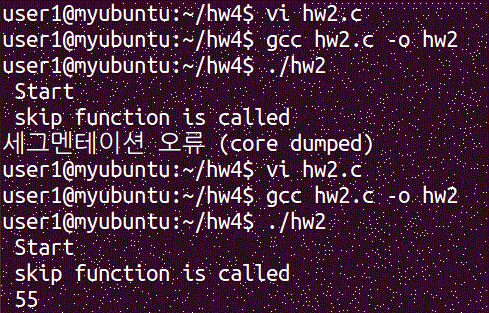 user1@myubuntu:~/hw4$ vi hw2.c
user1@myubuntu:~/hw4$ gcc hw2.c -o hw2
user1@myubuntu:~/hw4$ ./hw2
Start
skip function is called
세그멘테이션 오류 (core dumped)
user1@myubuntu:~/hw4$ vi hw2.c
user1@myubuntu:~/hw4$ gcc hw2.c -o hw2
user1@myubuntu:~/hw4$ ./hw2
Start
skip function is called
55